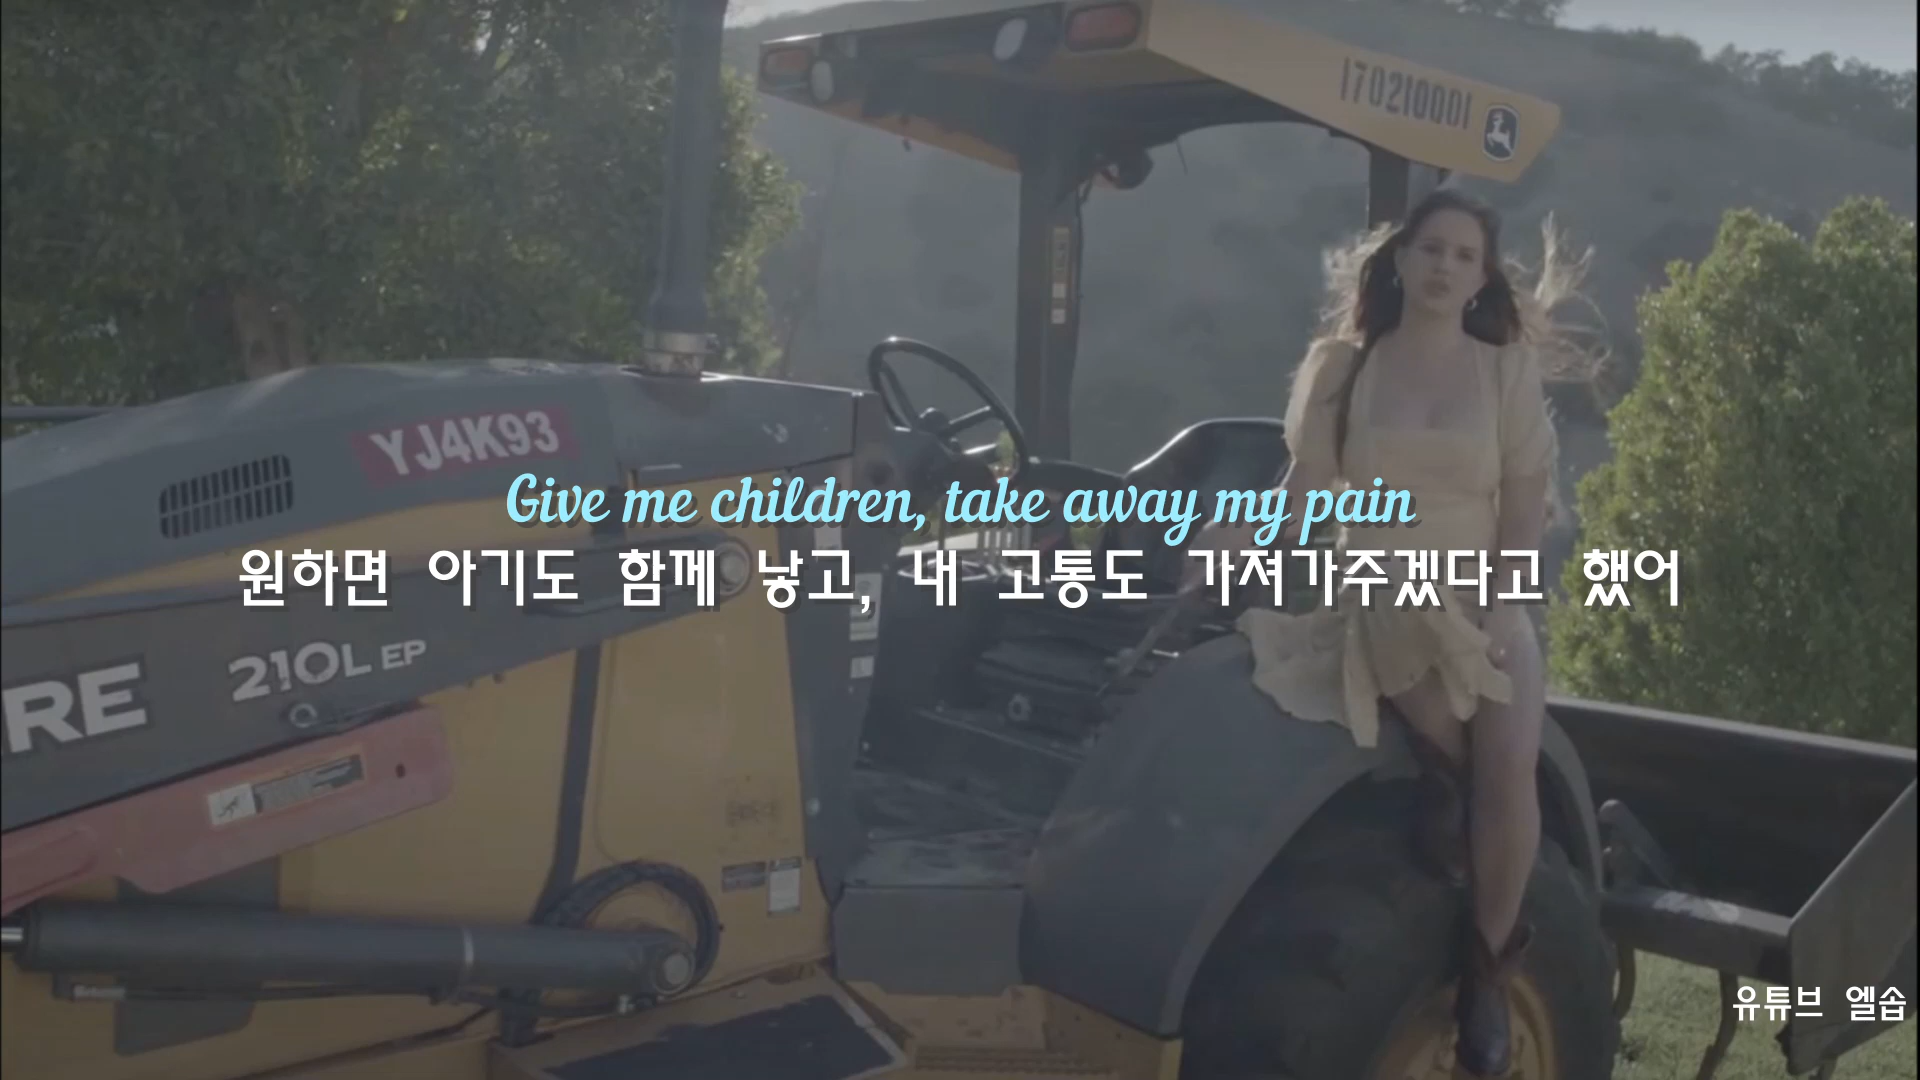 170210001
YJ4K93
Give me children, take away my pain
원하면 아기도 함께 낳고, 내 고통도 가져가주겠다고 했어
210L EP
RE
유튜브 엘솝